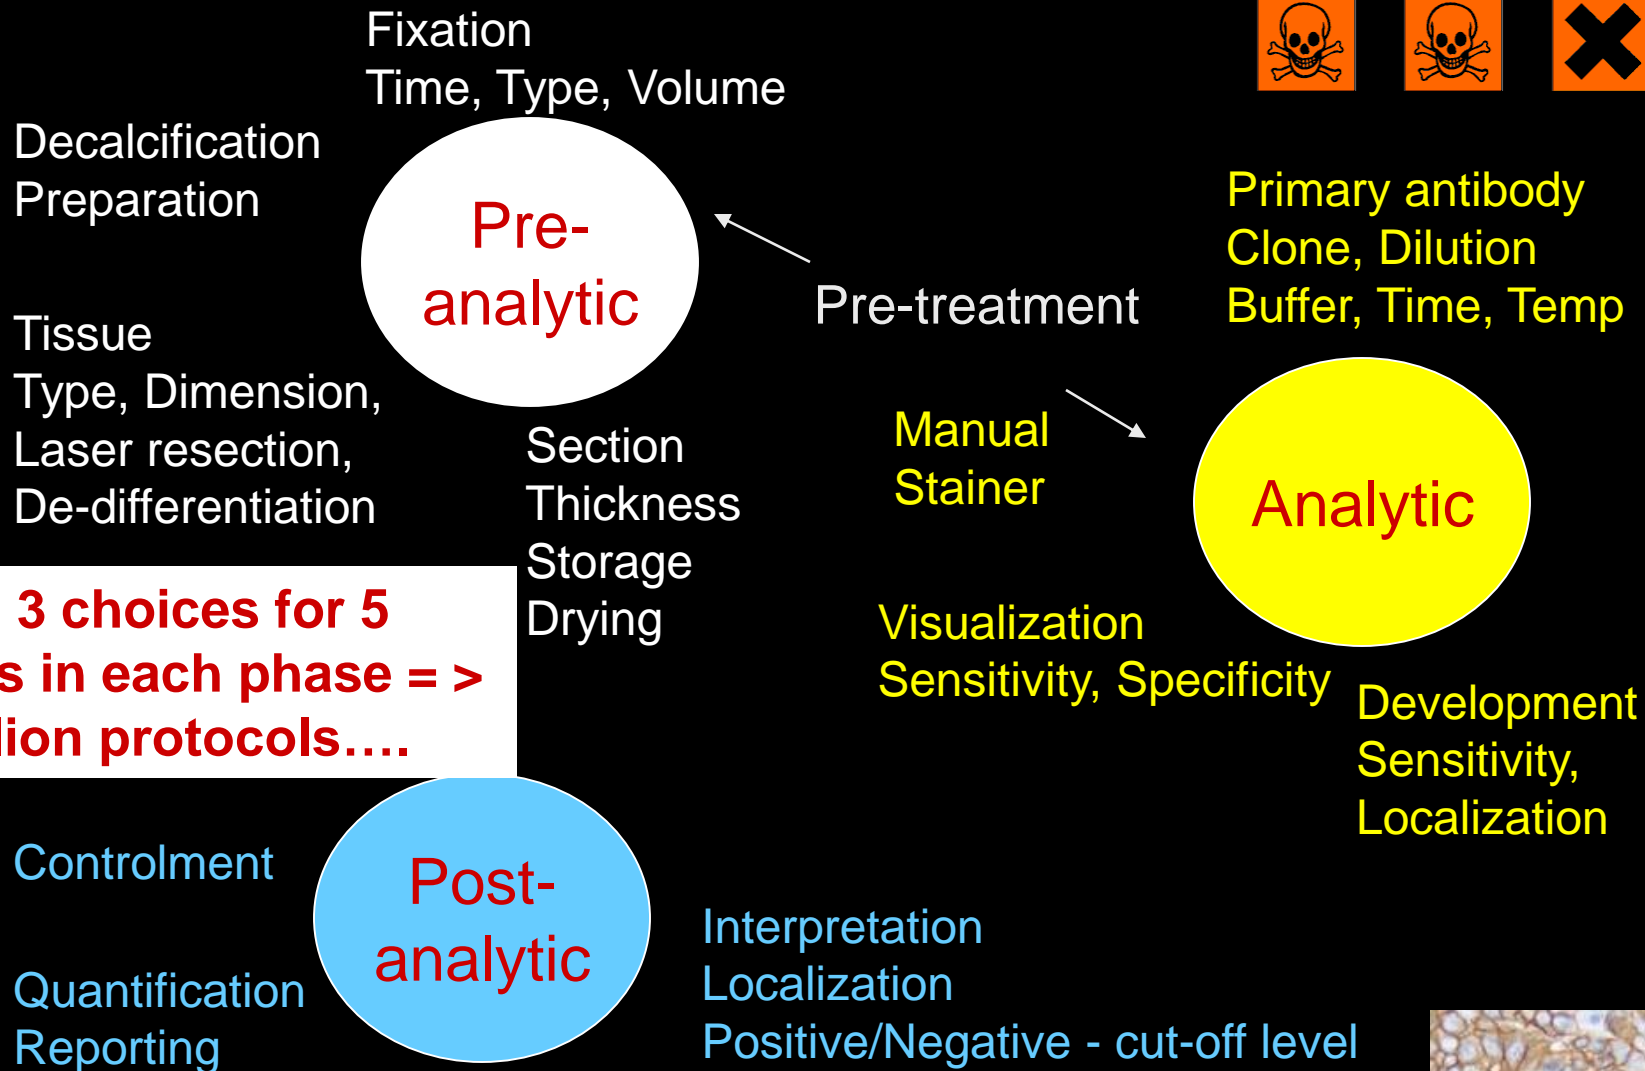 Fixation
Time, Type, Volume
Decalcification
Preparation
Pre-
analytic
Tissue
Type, Dimension,
Laser resection,
De-differentiation
Section
Thickness
Storage
Drying
Pre-treatment
Primary antibody
Clone, Dilution
Buffer, Time, Temp
Manual
Stainer
Analytic
Visualization
Sensitivity, Specificity
Development
Sensitivity,
Localization
3 choices for 5
in each phase = >
protocols....
Controlment
Post-
analytic
Quantification
Reporting
Interpretation
Localization
Positive/Negative - cut-off level